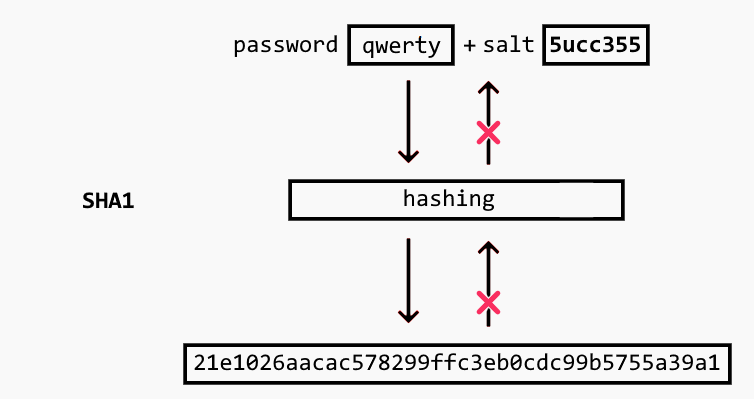 password qwerty + salt 5ucc355
SHA1 hashing
21e1026aacac578299ffc3eb0cdc99b5755a39a1